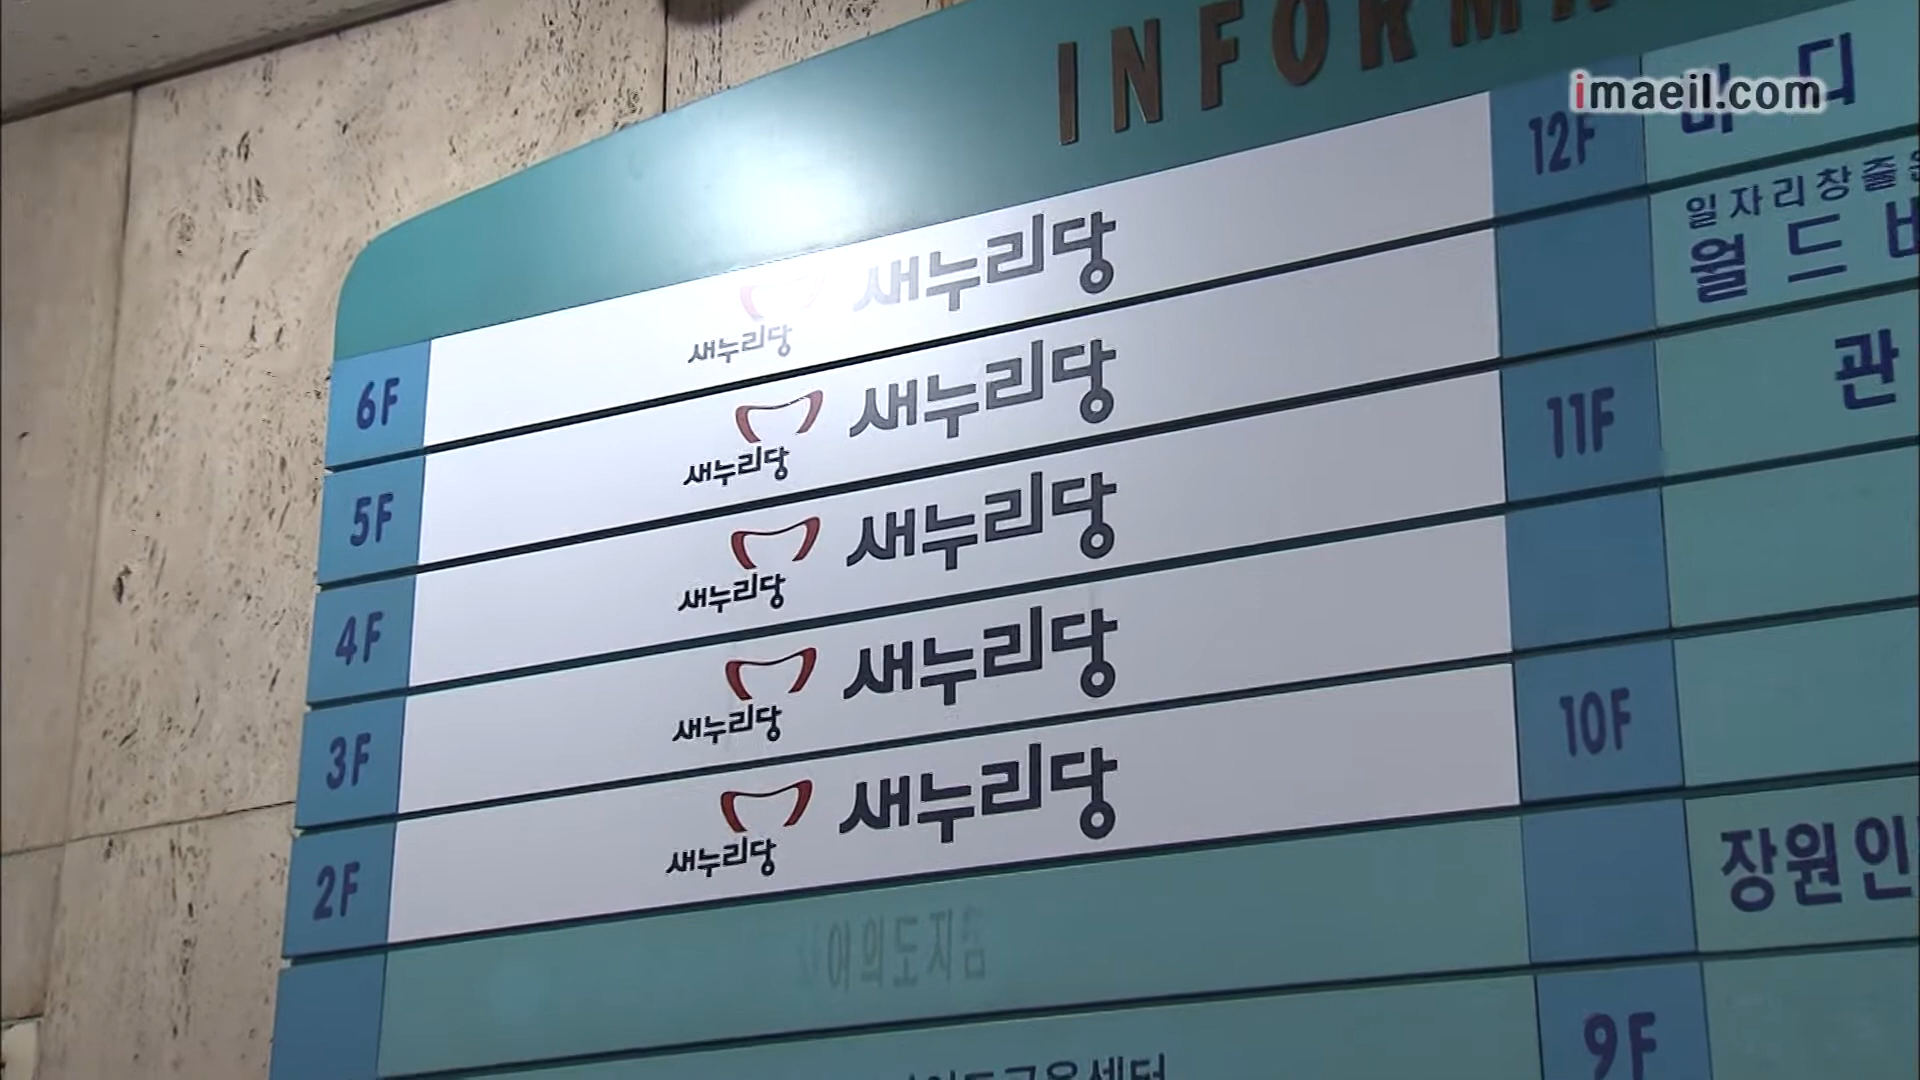 imaeil.com
6F 새누리당 새누리당
5F 새누리당 새누리당
4F 새누리당 새누리당
3F 새누리당 새누리당
2F 새누리당 새누리당
여의도지점
12F
일자리창출
월드
11F 관
10F
장원인
9F